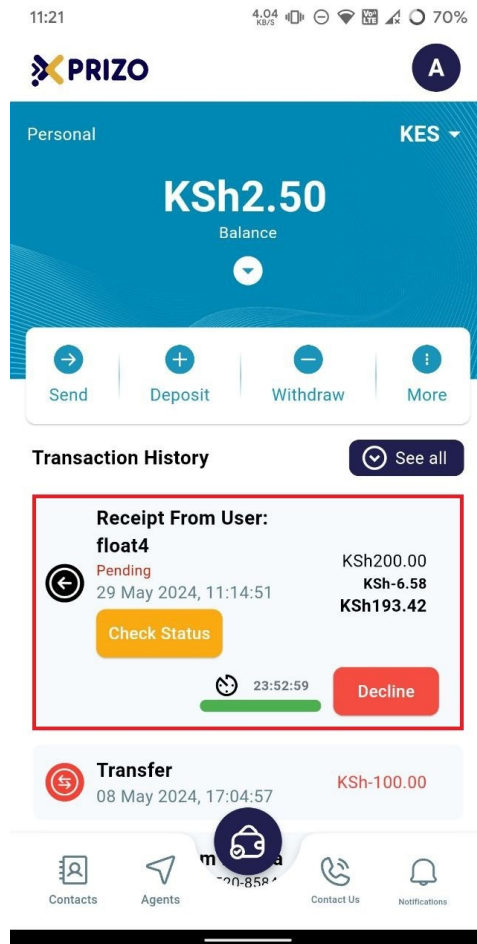 11:21
4.04 KB/S
Vo)) LTE
70%
PRIZO
A
Personal
KES
KSh2.50
Balance
Send
Deposit
Withdraw
More
Transaction History
See all
Receipt From User:
float4
Pending
29 May 2024, 11:14:51
Check Status
KSh200.00
KSh-6.58
KSh193.42
23:52:59
Decline
Transfer
08 May 2024, 17:04:57
KSh-100.00
Contacts
Agents
Contact Us
Notifications